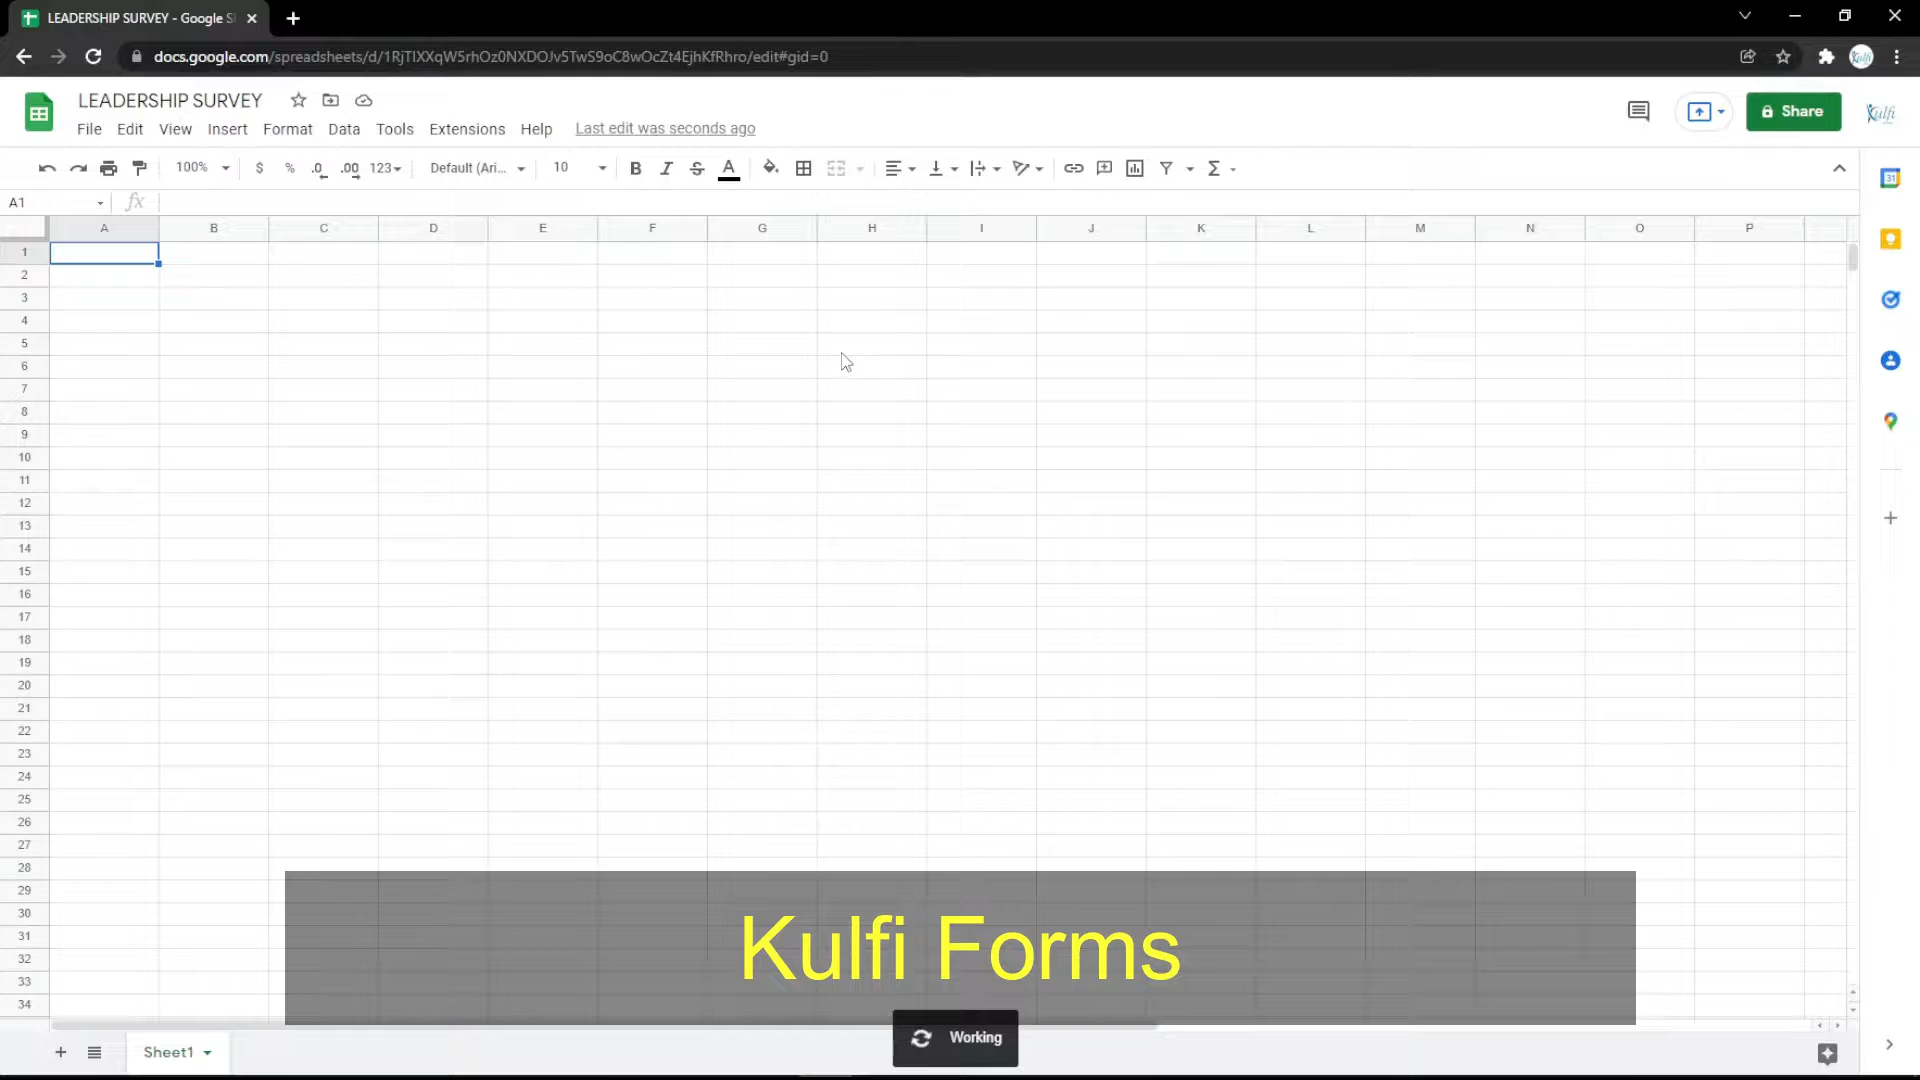 LEADERSHIP SURVEY - Google S
docs.google.com/spreadsheets/d/1RjTIXXqW5rhOz0NXDOJv5TwS9oC8wOcZt4EjhKfRhro/edit#gid=0
LEADERSHIP SURVEY
File Edit View Insert Format Data Tools Extensions Help Last edit was seconds ago
Share
Kulfi
100% $ % .0 .00 123 Default (Ari... 10 B I S A
A1 fx
A B C D E F G H I J K L M N O P
1
2
3
4
5
6
7
8
9
10
11
12
13
14
15
16
17
18
19
20
21
22
23
24
25
26
27
28
29
30
31
32
33
34
Kulfi Forms
Working
Sheet1